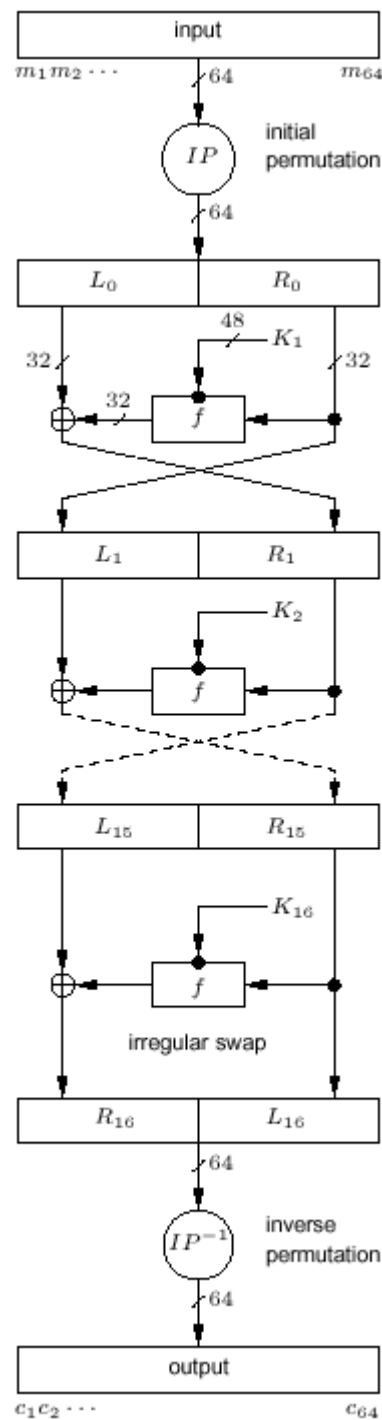 input
m₁m₂ ⋯ m₆₄
64
IP
initial
permutation
64
L₀ R₀
48
K₁
32 32
32
f
L₁ R₁
K₂
f
L₁₅ R₁₅
K₁₆
f
irregular swap
R₁₆ L₁₆
64
IP⁻¹
inverse
permutation
64
output
c₁c₂ ⋯ c₆₄